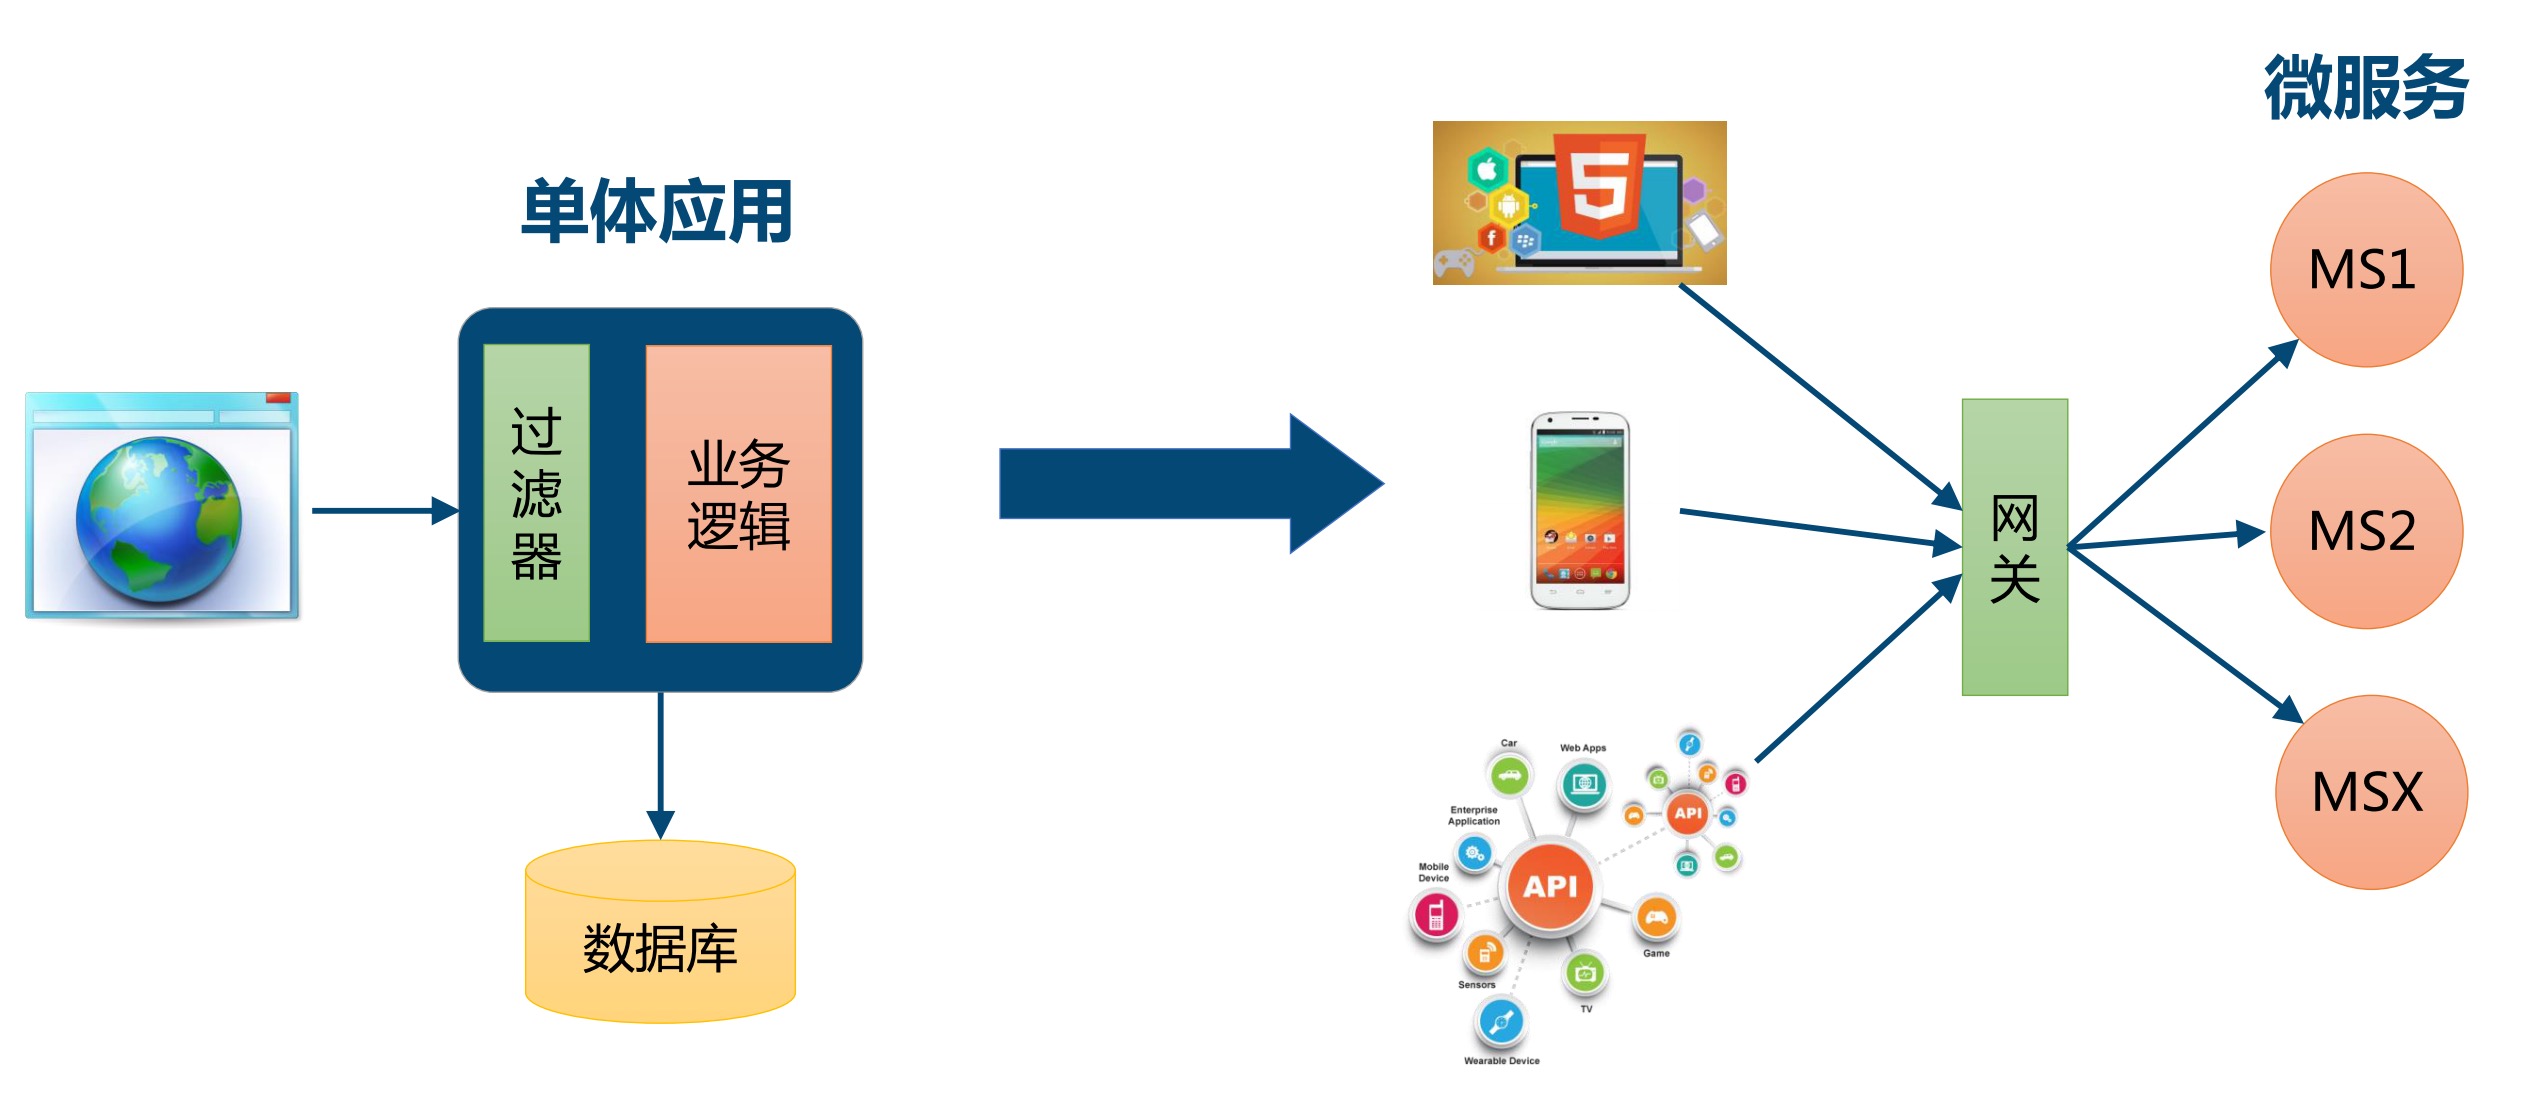 单体应用
过
滤
器
业务
逻辑
数据库
微服务
网
关
MS1
MS2
MSX
Car
Web Apps
Enterprise
Application
Mobile
Device
API
API
Game
Sensors
TV
Wearable Device